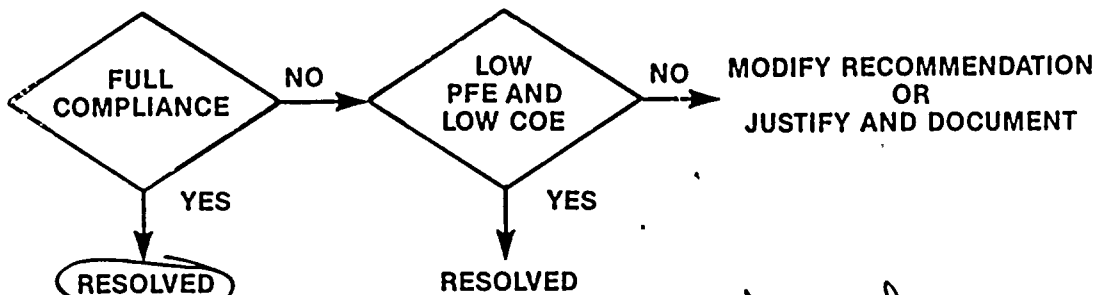 FULL
COMPLIANCE
NO
LOW
PFE AND
LOW COE
NO
MODIFY RECOMMENDATION
OR
JUSTIFY AND DOCUMENT
YES
YES
RESOLVED
RESOLVED